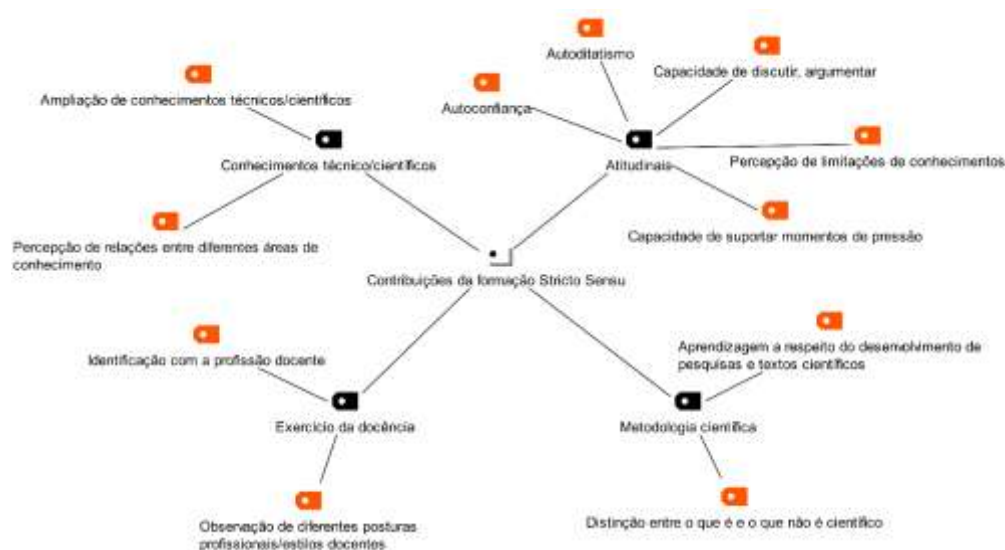 Autoditatismo
Capacidade de discutir, argumentar
Ampliação de conhecimentos técnicos/científicos
Autoconfiança
Conhecimentos técnico/científicos
Atitudinais
Percepção de limitações de conhecimentos
Percepção de relações entre diferentes áreas de
conhecimento
Capacidade de suportar momentos de pressão
Contribuições da formação Stricto Sensu
Identificação com a profissão docente
Aprendizagem a respeito do desenvolvimento de
pesquisas e textos científicos
Exercício da docência
Metodologia científica
Observação de diferentes posturas
profissionais/estilos docentes
Distinção entre o que é e o que não é científico